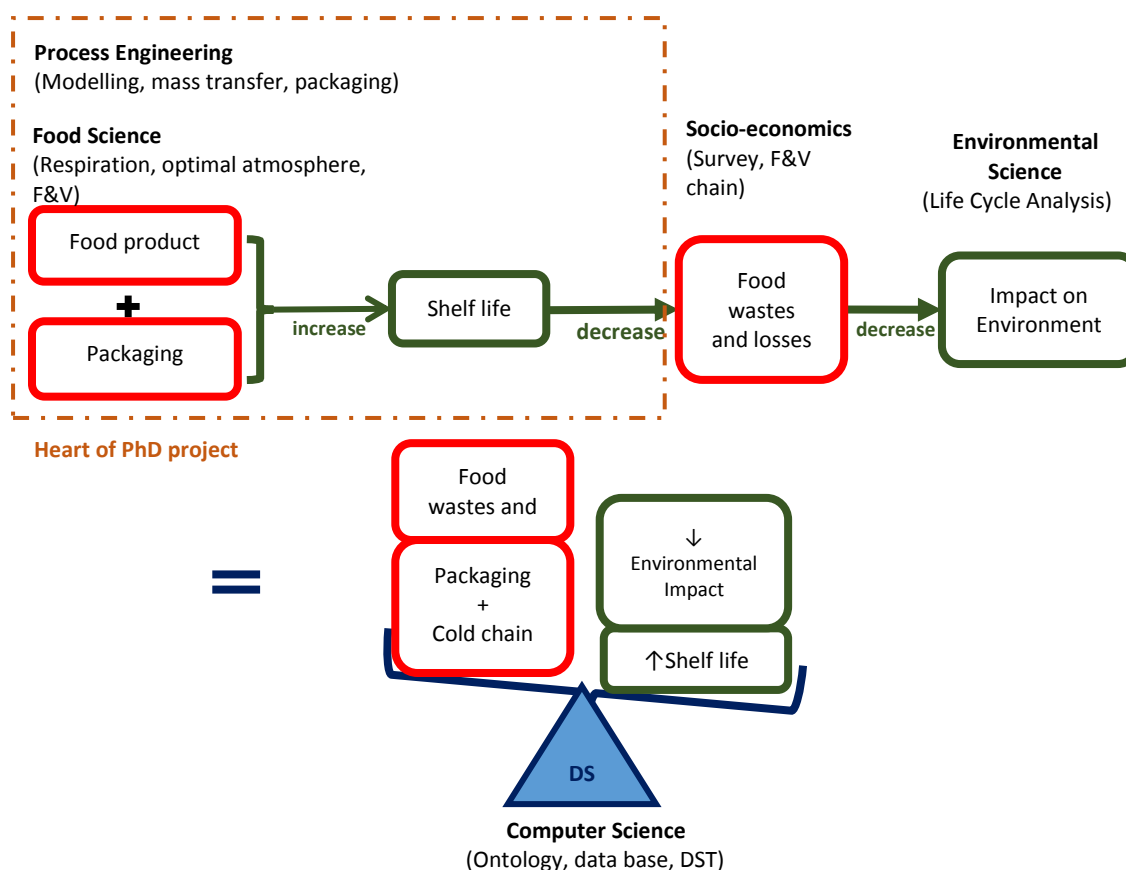 Process Engineering
(Modelling, mass transfer, packaging)
Food Science
(Respiration, optimal atmosphere,
F&V)
Food product
+
Packaging
increase
Shelf life
decrease
Socio-economics
(Survey, F&V
chain)
Food
wastes
and losses
decrease
Environmental
Science
(Life Cycle Analysis)
Impact on
Environment
Heart of PhD project
=
Food
wastes and
Packaging
+
Cold chain
↓
Environmental
Impact
↑Shelf life
DS
Computer Science
(Ontology, data base, DST)